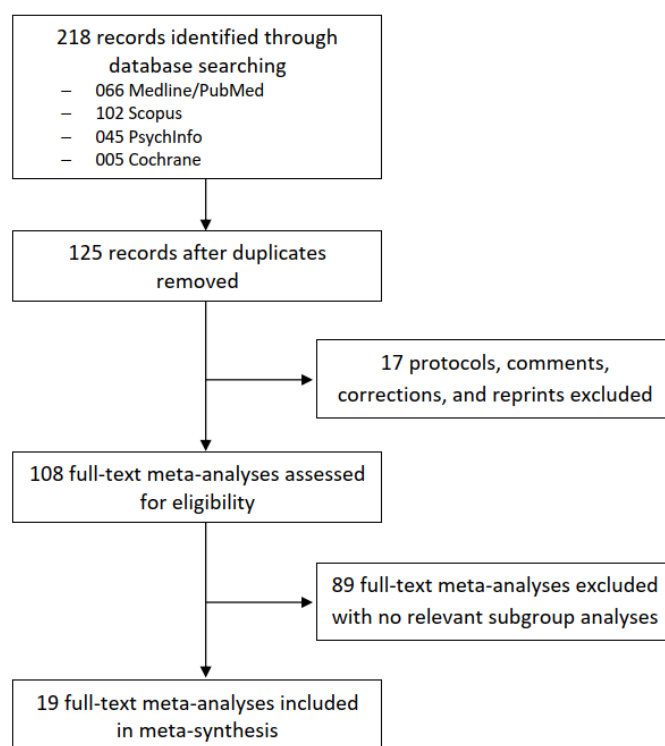 218 records identified through
database searching
– 066 Medline/PubMed
– 102 Scopus
– 045 PsychInfo
– 005 Cochrane
125 records after duplicates
removed
17 protocols, comments,
corrections, and reprints excluded
108 full-text meta-analyses assessed
for eligibility
89 full-text meta-analyses excluded
with no relevant subgroup analyses
19 full-text meta-analyses included
in meta-synthesis